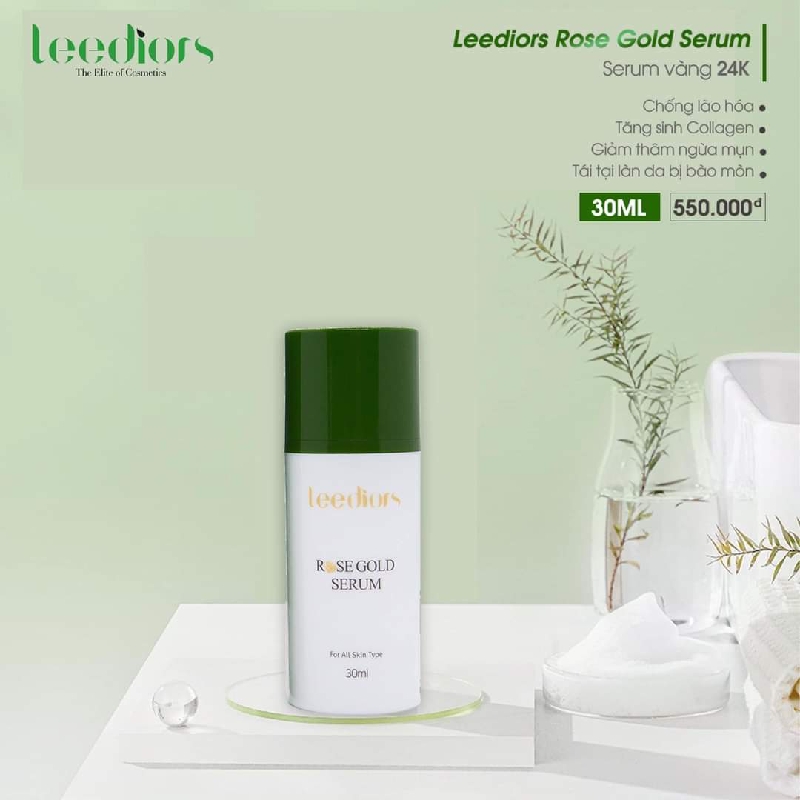 leediors
The Elite of Cosmetics
Leediors Rose Gold Serum
Serum vàng 24K
Chống lão hóa
Tăng sinh Collagen
Giảm thâm ngừa mụn
Tái tại làn da bị bào mòn
30ML 550.000đ
leediors
ROSE GOLD
SERUM
For All Skin Type
30ml